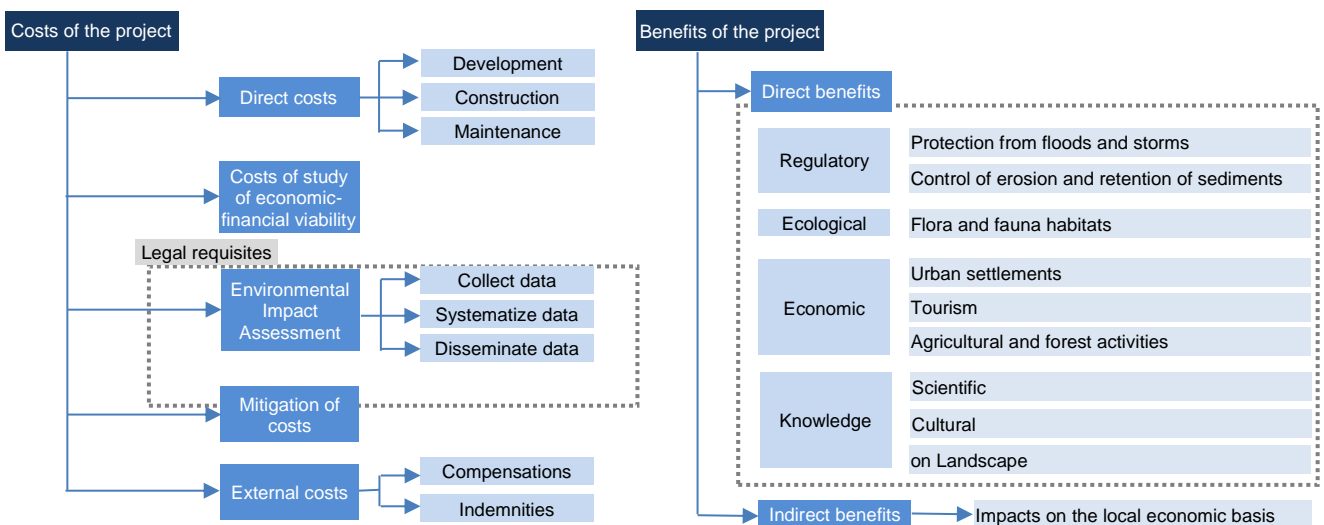 Costs of the project
Direct costs
Development
Construction
Maintenance
Costs of study
of economic-
financial viability
Legal requisites
Environmental
Impact
Assessment
Collect data
Systematize data
Disseminate data
Mitigation of
costs
External costs
Compensations
Indemnities
Benefits of the project
Direct benefits
Regulatory
Protection from floods and storms
Control of erosion and retention of sediments
Ecological
Flora and fauna habitats
Economic
Urban settlements
Tourism
Agricultural and forest activities
Knowledge
Scientific
Cultural
on Landscape
Indirect benefits
Impacts on the local economic basis